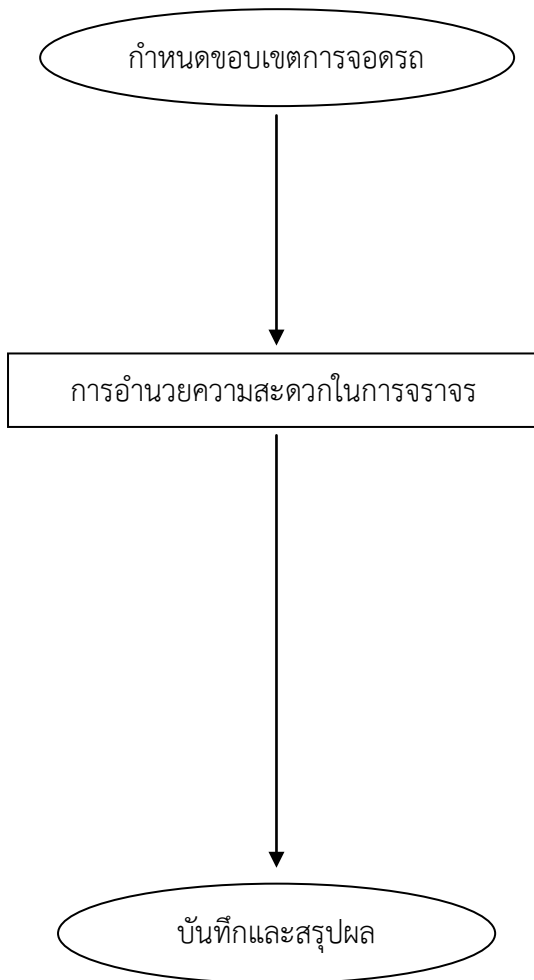 กำหนดขอบเขตการจอดรถ
การอำนวยความสะดวกในการจราจร
บันทึกและสรุปผล